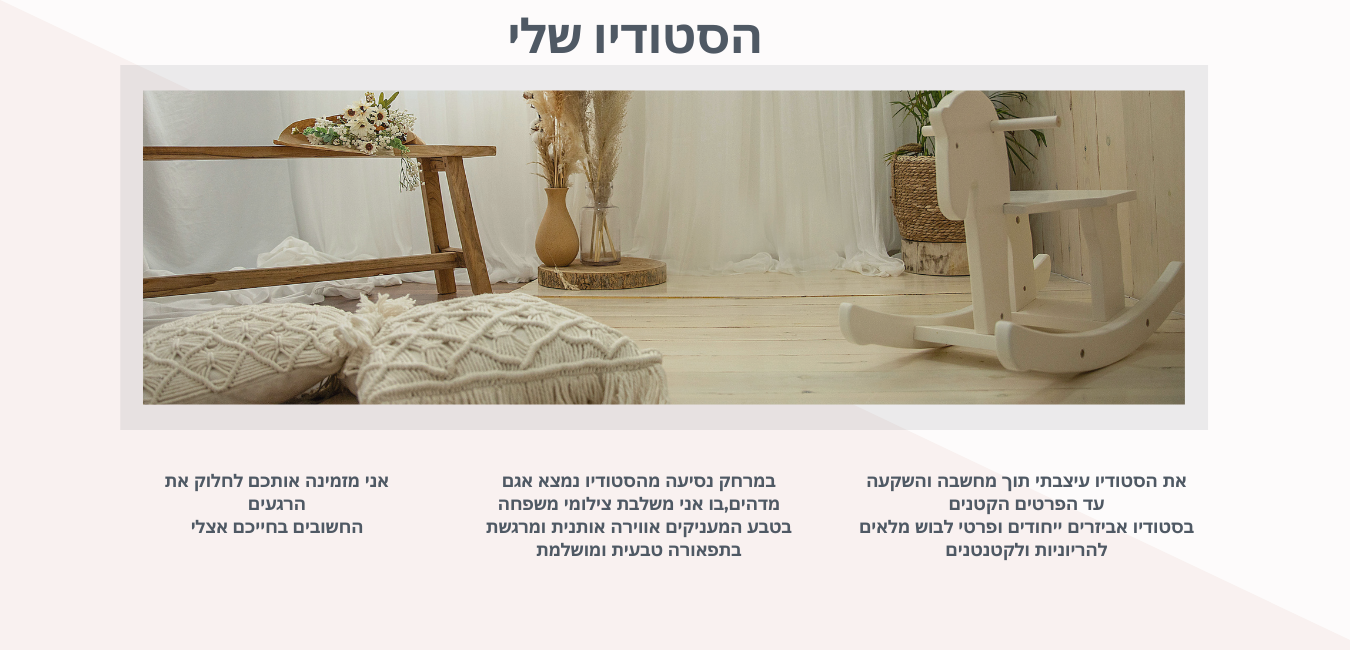 הסטודיו שלי
את הסטודיו עיצבתי תוך מחשבה והשקעה
עד הפרטים הקטנים
בסטודיו אביזרים ייחודים ופרטי לבוש מלאים
להריוניות ולקטנטנים
במרחק נסיעה מהסטודיו נמצא אגם
מדהים,בו אני משלבת צילומי משפחה
בטבע המעניקים אווירה אותנית ומרגשת
בתפאורה טבעית ומושלמת
אני מזמינה אותכם לחלוק את
הרגעים
החשובים בחייכם אצלי